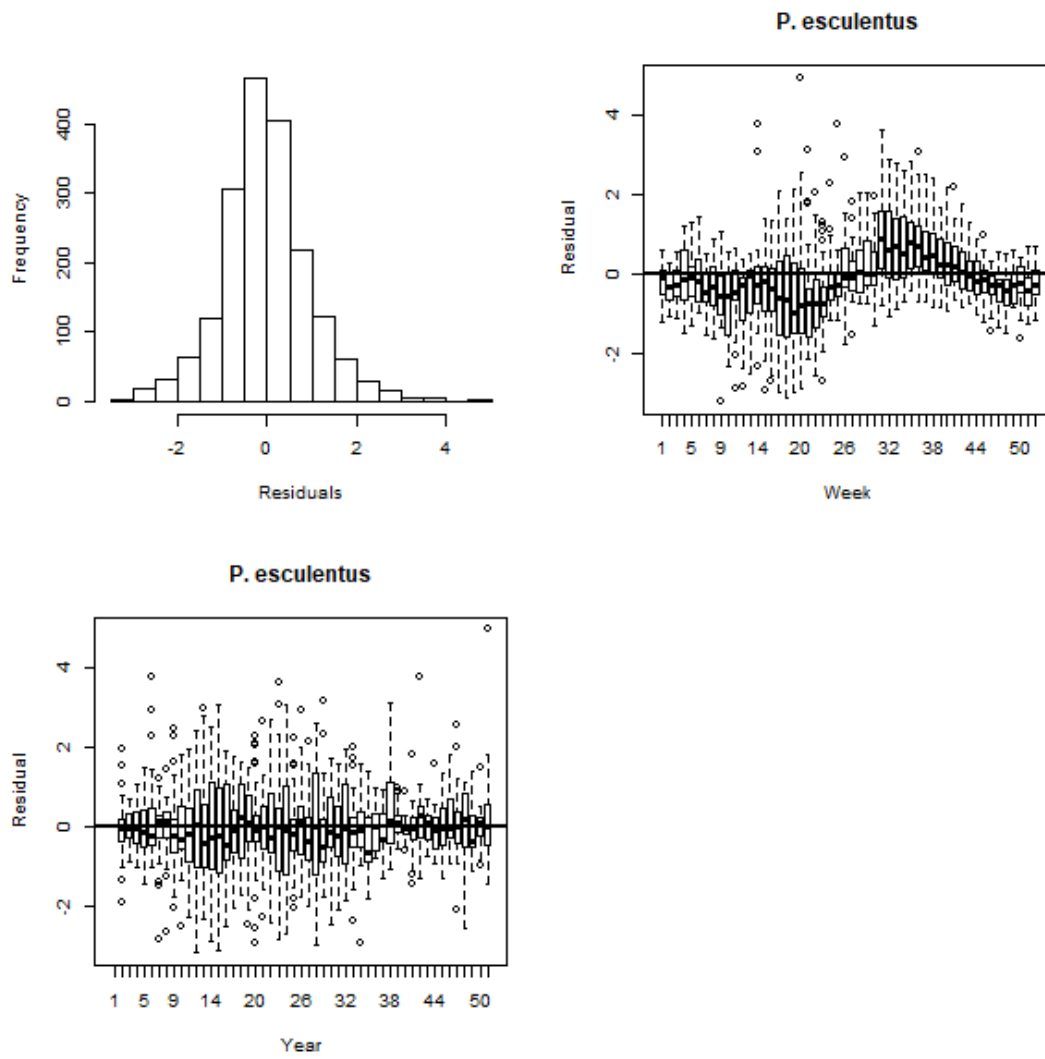 Frequency
0 100 200 300 400
-2 0 2 4
Residuals
P. esculentus
Residual
-2 0 2 4
1 5 9 14 20 26 32 38 44 50
Week
P. esculentus
Residual
-2 0 2 4
1 5 9 14 20 26 32 38 44 50
Year